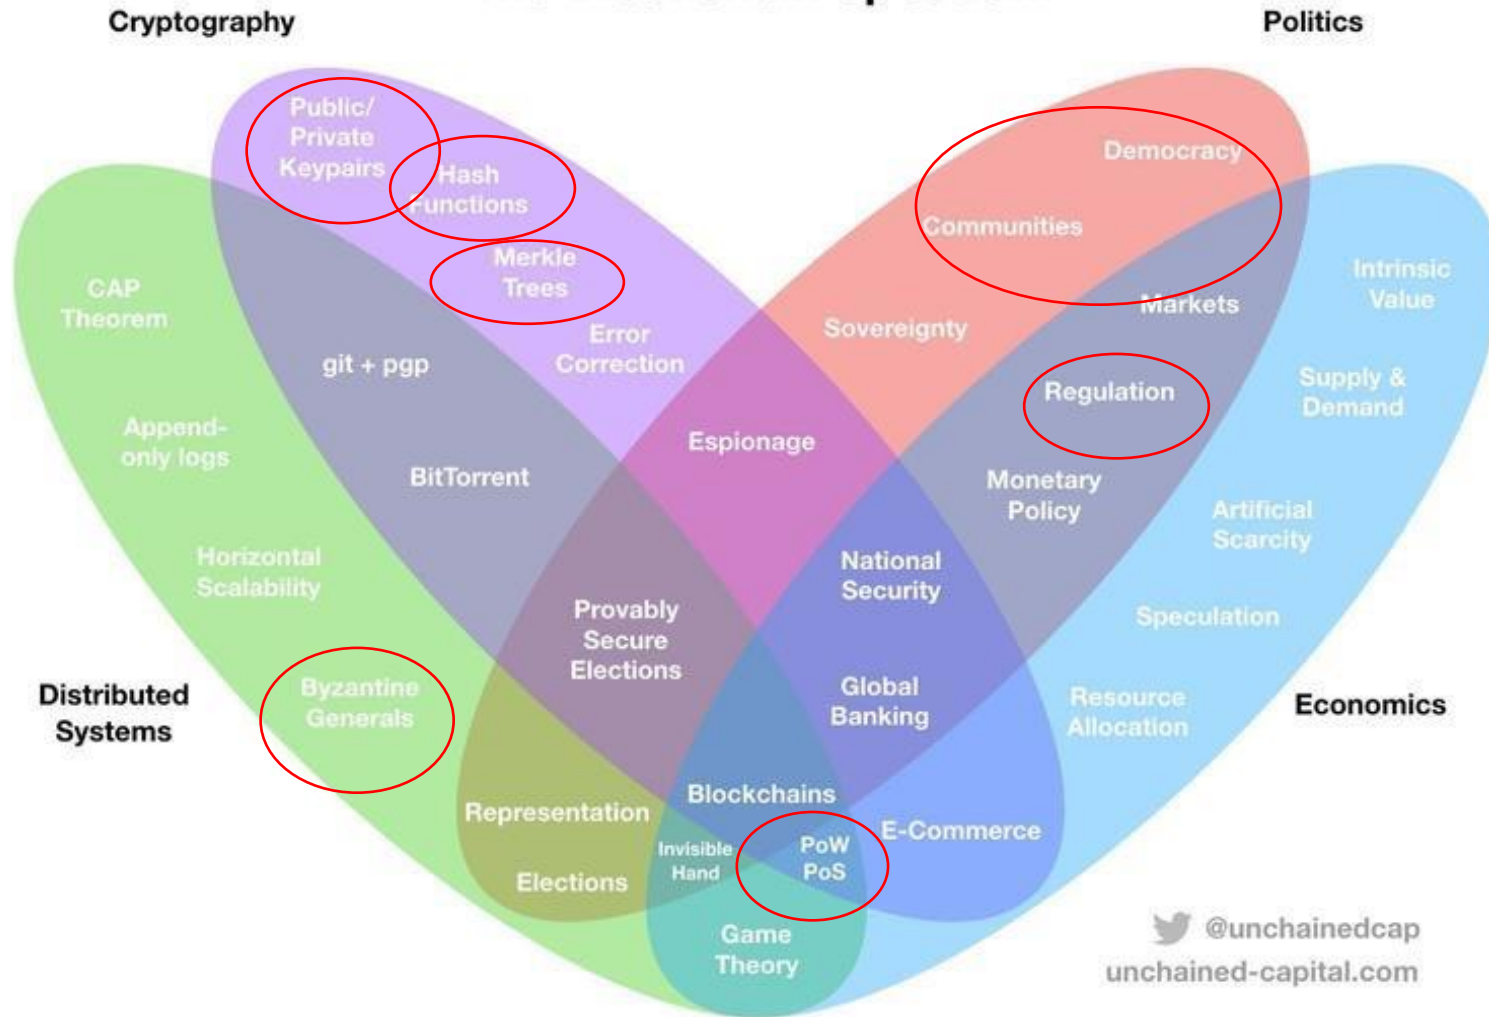 Cryptography
Politics
Public/
Private
Keypairs
Hash
Functions
Merkle
Trees
Error
Correction
Democracy
Communities
Sovereignty
Markets
Regulation
Monetary
Policy
Intrinsic
Value
Supply &
Demand
Artificial
Scarcity
Speculation
Resource
Allocation
CAP
Theorem
git + pgp
Append-
only logs
BitTorrent
Horizontal
Scalability
Byzantine
Generals
Espionage
National
Security
Provably
Secure
Elections
Global
Banking
Distributed
Systems
Economics
Blockchains
Representation
Invisible
Hand
PoW
PoS
E-Commerce
Elections
Game
Theory
@unchainedcap
unchained-capital.com